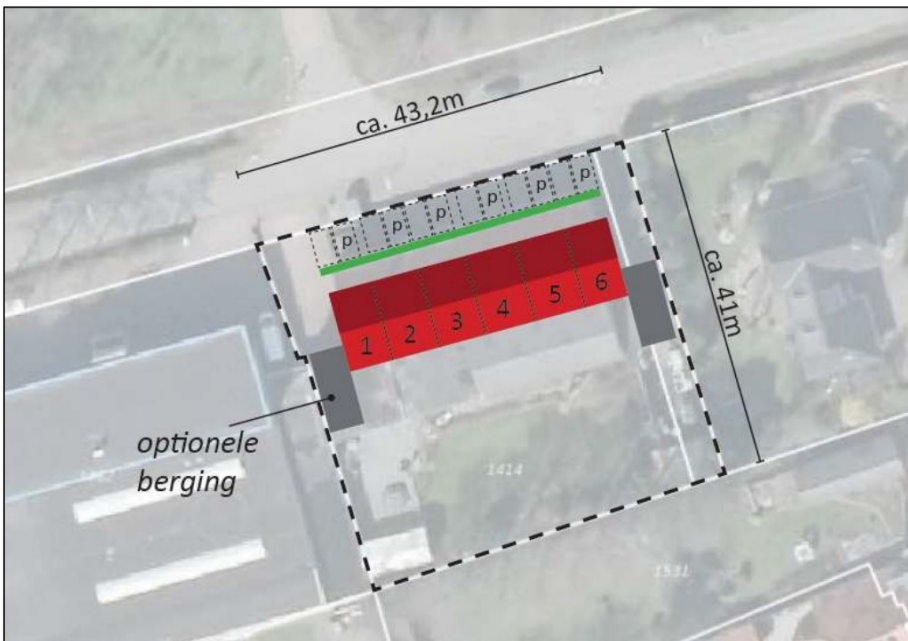 ca. 43,2m
p p p p p p
ca. 41m
1 2 3 4 5 6
optionele
berging
1414
1531